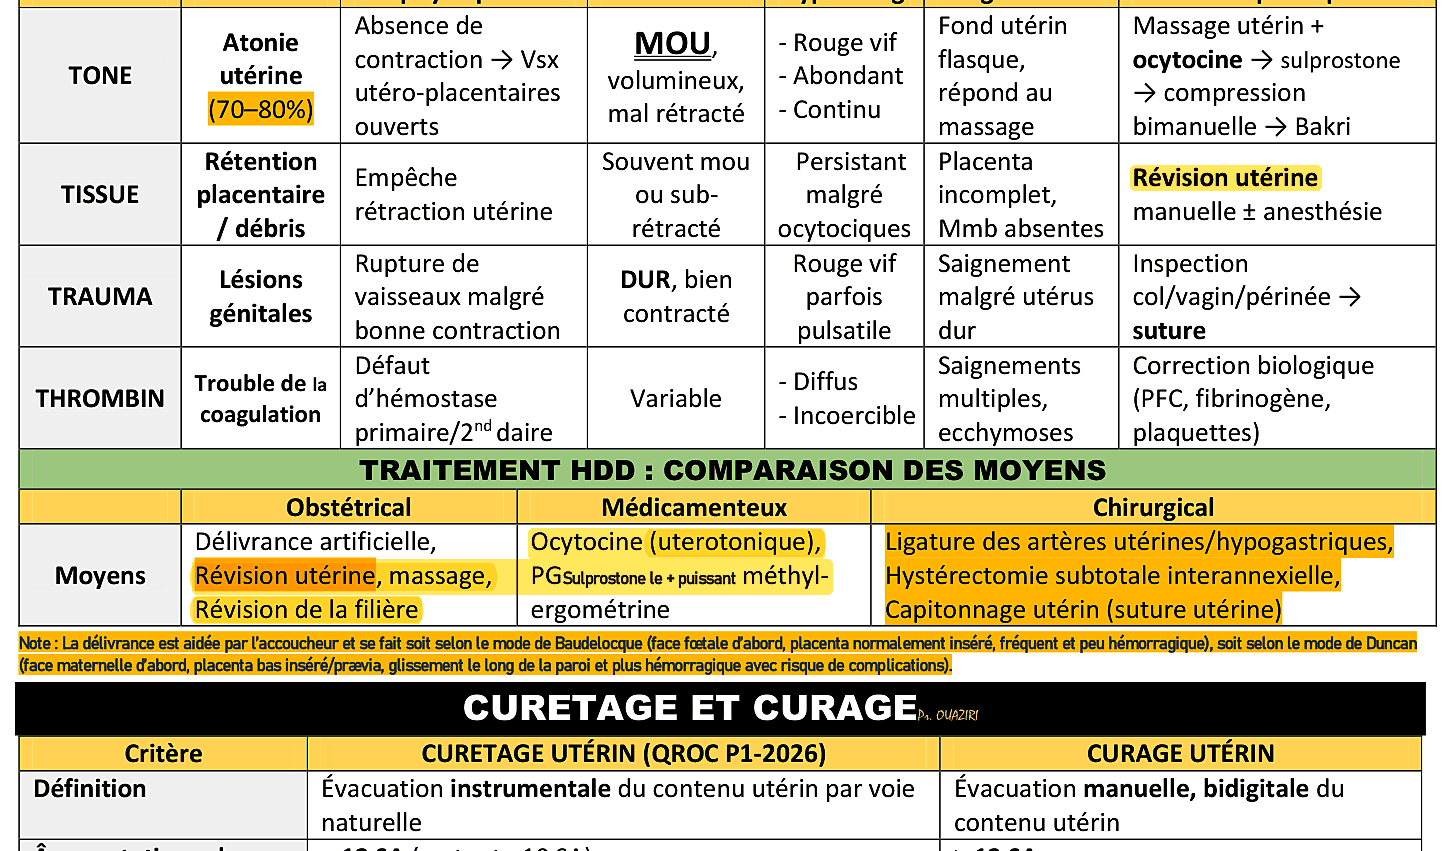 TONE
Atonie
utérine
(70–80%)
Absence de
contraction → Vsx
utéro-placentaires
ouverts
MOU,
volumineux,
mal rétracté
- Rouge vif
- Abondant
- Continu
Fond utérin
flasque,
répond au
massage
Massage utérin +
ocytocine → sulprostone
→ compression
bimanuelle → Bakri
TISSUE
Rétention
placentaire
/ débris
Empêche
rétraction utérine
Souvent mou
ou sub-
rétracté
Persistant
malgré
ocytociques
Placenta
incomplet,
Mmb absentes
Révision utérine
manuelle ± anesthésie
TRAUMA
Lésions
génitales
Rupture de
vaisseaux malgré
bonne contraction
DUR, bien
contracté
Rouge vif
parfois
pulsatile
Saignement
malgré utérus
dur
Inspection
col/vagin/périnée →
suture
THROMBIN
Trouble de la
coagulation
Défaut
d’hémostase
primaire/2nd daire
Variable
- Diffus
- Incoercible
Saignements
multiples,
ecchymoses
Correction biologique
(PFC, fibrinogène,
plaquettes)
TRAITEMENT HDD : COMPARAISON DES MOYENS
Obstétrical
Médicamenteux
Chirurgical
Moyens
Délivrance artificielle,
Révision utérine, massage,
Révision de la filière
Ocytocine (uterotonique),
PGSulprostone le + puissant méthyl-
ergométrine
Ligature des artères utérines/hypogastriques,
Hystérectomie subtotale interannexielle,
Capitonnage utérin (suture utérine)
Note : La délivrance est aidée par l’accoucheur et se fait soit selon le mode de Baudelocque (face fœtale d’abord, placenta normalement inséré, fréquent et peu hémorragique), soit selon le mode de Duncan
(face maternelle d’abord, placenta bas inséré/prævia, glissement le long de la paroi et plus hémorragique avec risque de complications).
CURETAGE ET CURAGE Pr. OUAZIRI
Critère
CURETAGE UTÉRIN (QROC P1-2026)
CURAGE UTÉRIN
Définition
Évacuation instrumentale du contenu utérin par voie
naturelle
Évacuation manuelle, bidigitale du
contenu utérin